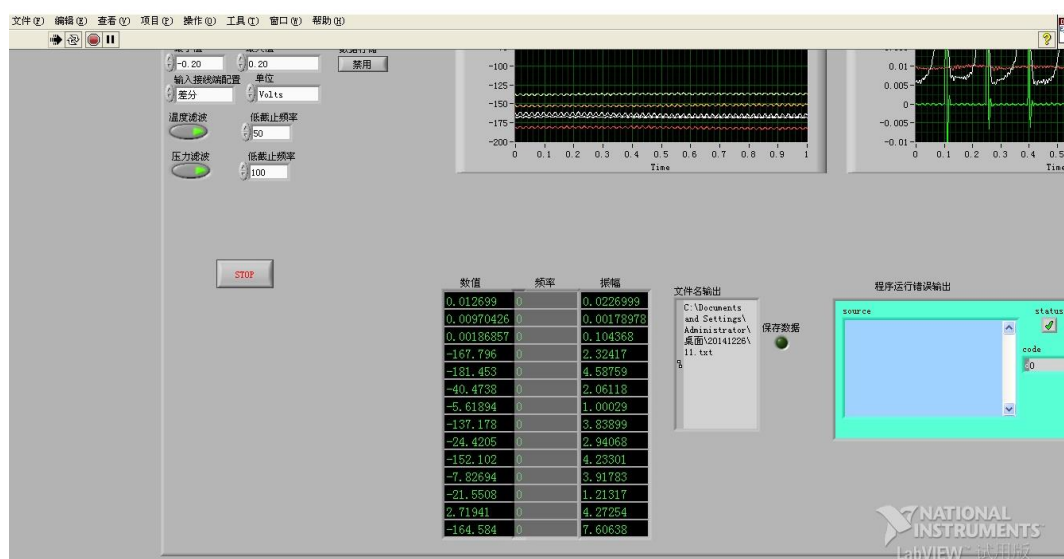 文件(F) 编辑(E) 查看(V) 项目(P) 操作(O) 工具(T) 窗口(W) 帮助(H)
-0.20 0.20 禁用
输入接线端配置 单位
差分 Volts
温度滤波 低截止频率
50
压力滤波 低截止频率
100
STOP
-100-
-125-
-150-
-175-
-200-
0 0.1 0.2 0.3 0.4 0.5 0.6 0.7 0.8 0.9 1
Time
0.01-
0.005-
0-
-0.005-
-0.01-
0 0.1 0.2 0.3 0.4 0.5
Time
数值 频率 振幅
0.012699 0 0.0226999
0.00970426 0 0.00178978
0.00186857 0 0.104368
-167.796 0 2.32417
-181.453 0 4.58759
-40.4738 0 2.06118
-5.61894 0 1.00029
-137.178 0 3.83899
-24.4205 0 2.94068
-152.102 0 4.23301
-7.82694 0 3.91783
-21.5508 0 1.21317
2.71941 0 4.27254
-164.584 0 7.60638
文件名输出
C:\Documents
and Settings\
Administrator\
桌面\20141226\
11.txt
保存数据
程序运行错误输出
source status
code
0
NATIONAL
INSTRUMENTS
LabVIEW 试用版